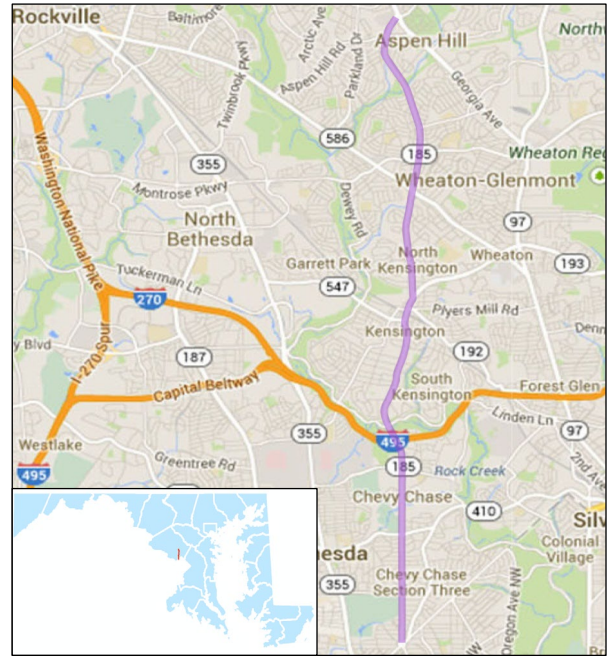 Rockville
Baltimore
Arctic Ave
Parkland Dr
Aspen Hill
Northw
Twinbrook Pkwy
Aspen Hill Rd
Georgia Ave
586
355
185
Wheaton Reg
Washington National Pike
Montrose Pkwy
Wheaton-Glenmont
Dewey Rd
North
Bethesda
97
North
Kensington
Wheaton
Garrett Park
193
Tuckerman Ln
270
547
Plyers Mill Rd
y Blvd
I-270 Spur
187
Kensington
Denn
192
Capital Beltway
South
Kensington
Forest Glen
Linden Ln
355
495
97
Westlake
Greentree Rd
185
Rock Creek
2nd Ave
495
Chevy Chase
410
Silv
Colonial
Village
hesda
355
Chevy Chase
Section Three
Oregon Ave NW
NW
Br